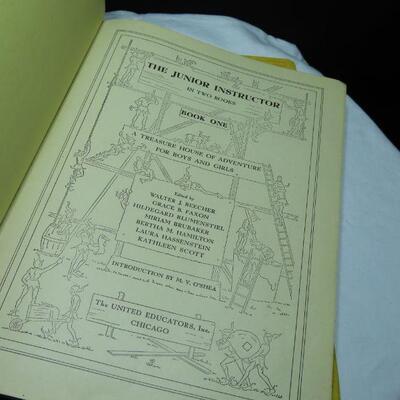 THE JUNIOR INSTRUCTOR
IN TWO BOOKS
BOOK ONE
A TREASURE HOUSE OF ADVENTURE
FOR BOYS AND GIRLS
Edited by
WALTER J. BEECHER
GRACE B. FAXON
HILDEGARD BLUMENSTIEL
MIRIAM BRUBAKER
BERTHA M. HAMILTON
LAURA HASSENSTEIN
KATHLEEN SCOTT
INTRODUCTION BY M. V. O'SHEA
The UNITED EDUCATORS, Inc.
CHICAGO